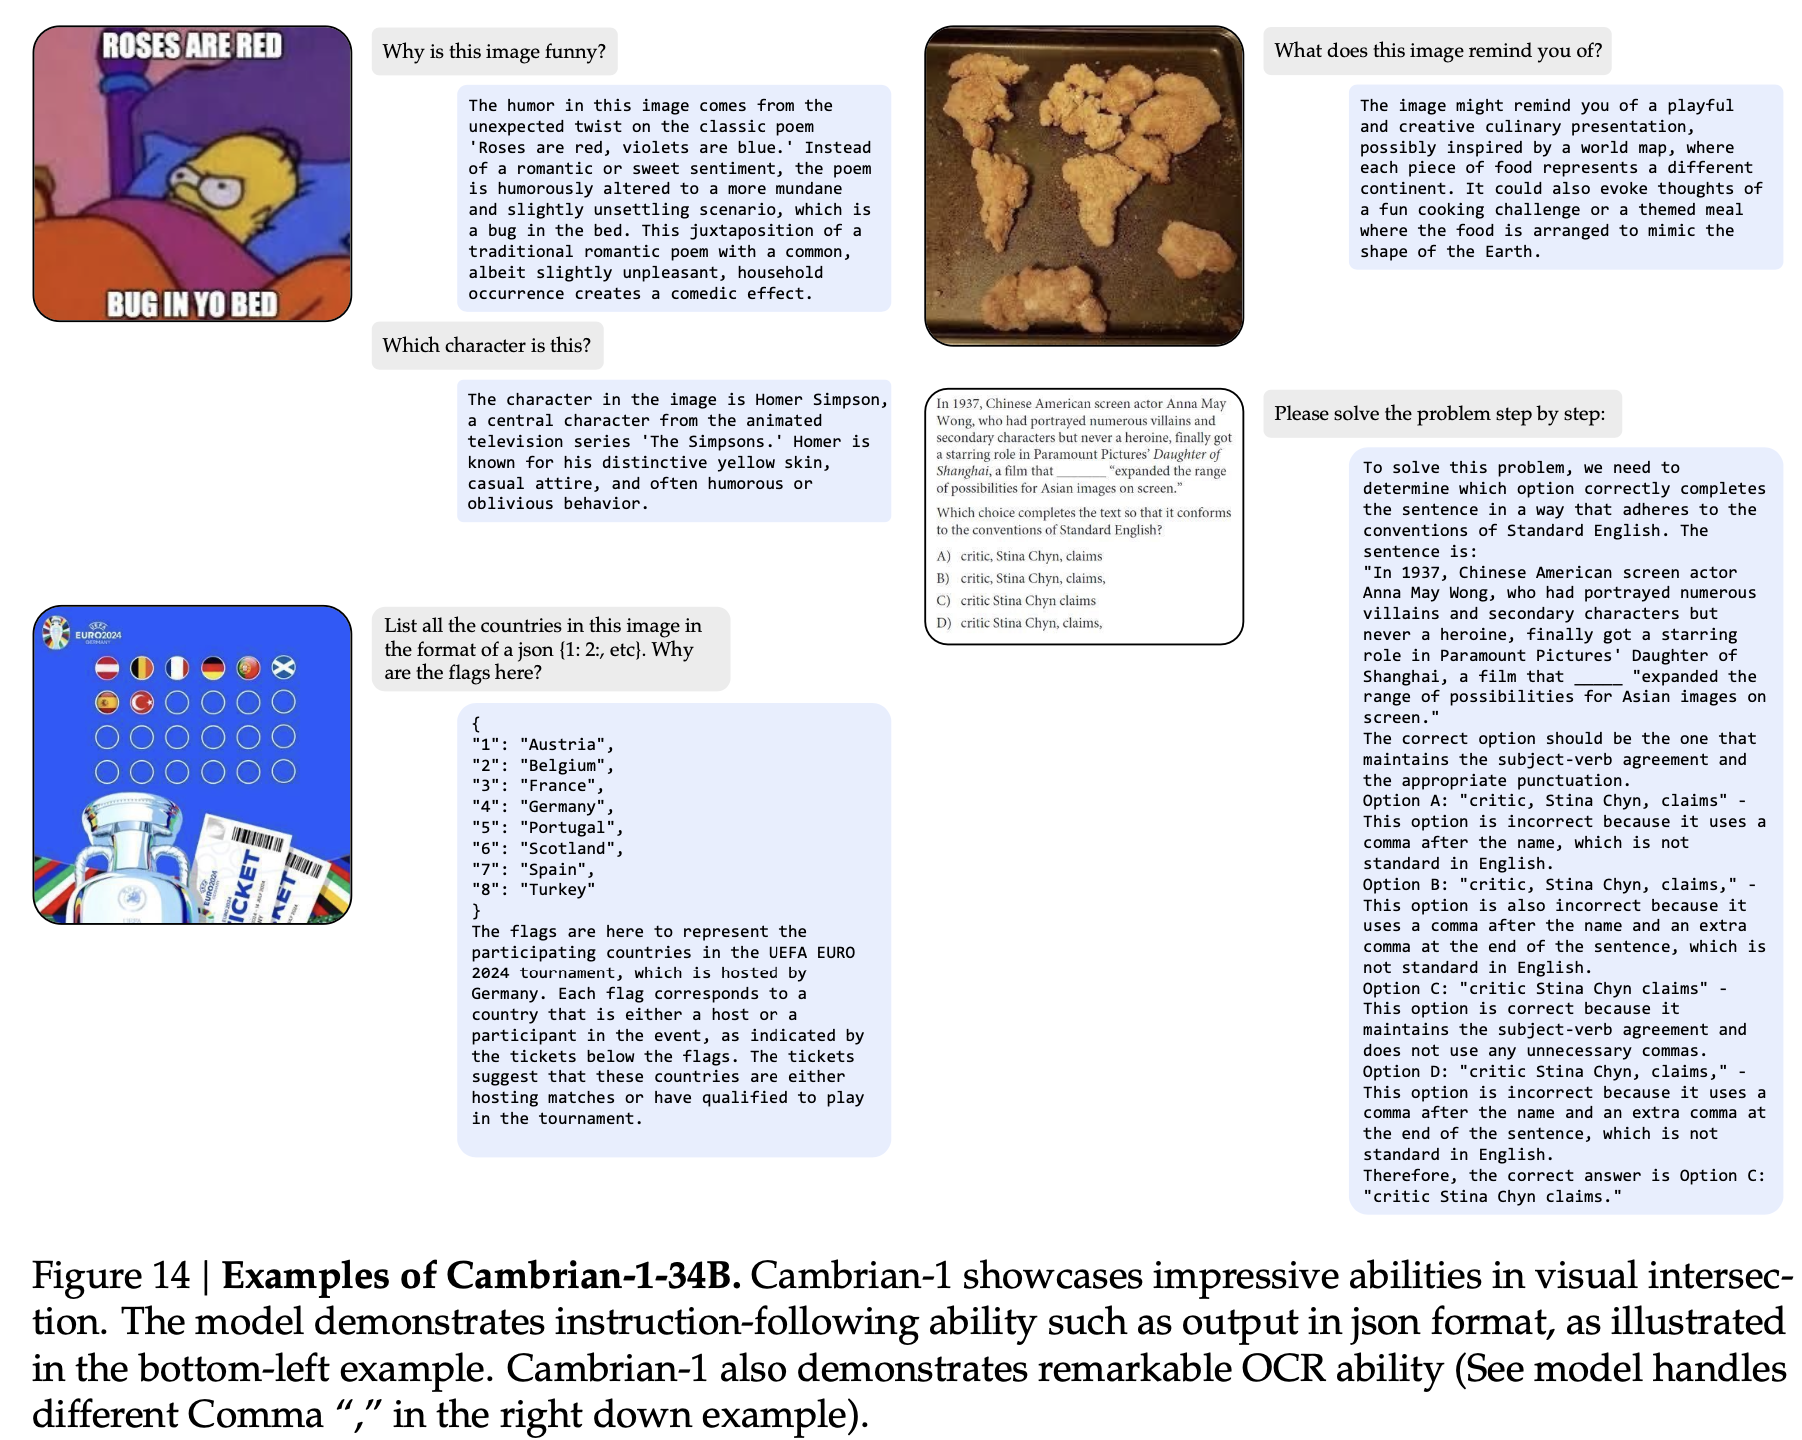 ROSES ARE RED
BUG IN YO BED
Why is this image funny?
The humor in this image comes from the
unexpected twist on the classic poem
'Roses are red, violets are blue.' Instead
of a romantic or sweet sentiment, the poem
is humorously altered to a more mundane
and slightly unsettling scenario, which is
a bug in the bed. This juxtaposition of a
traditional romantic poem with a common,
albeit slightly unpleasant, household
occurrence creates a comedic effect.
Which character is this?
The character in the image is Homer Simpson,
a central character from the animated
television series 'The Simpsons.' Homer is
known for his distinctive yellow skin,
casual attire, and often humorous or
oblivious behavior.
UEFA
EURO2024
GERMANY
TICKET
List all the countries in this image in
the format of a json {1: 2:, etc}. Why
are the flags here?
{
"1": "Austria",
"2": "Belgium",
"3": "France",
"4": "Germany",
"5": "Portugal",
"6": "Scotland",
"7": "Spain",
"8": "Turkey"
}
The flags are here to represent the
participating countries in the UEFA EURO
2024 tournament, which is hosted by
Germany. Each flag corresponds to a
country that is either a host or a
participant in the event, as indicated by
the tickets below the flags. The tickets
suggest that these countries are either
hosting matches or have qualified to play
in the tournament.
What does this image remind you of?
The image might remind you of a playful
and creative culinary presentation,
possibly inspired by a world map, where
each piece of food represents a different
continent. It could also evoke thoughts of
a fun cooking challenge or a themed meal
where the food is arranged to mimic the
shape of the Earth.
In 1937, Chinese American screen actor Anna May
Wong, who had portrayed numerous villains and
secondary characters but never a heroine, finally got
a starring role in Paramount Pictures' Daughter of
Shanghai, a film that ______ “expanded the range
of possibilities for Asian images on screen.”
Which choice completes the text so that it conforms
to the conventions of Standard English?
A) critic, Stina Chyn, claims
B) critic, Stina Chyn, claims,
C) critic Stina Chyn claims
D) critic Stina Chyn, claims,
Please solve the problem step by step:
To solve this problem, we need to
determine which option correctly completes
the sentence in a way that adheres to the
conventions of Standard English. The
sentence is:
"In 1937, Chinese American screen actor
Anna May Wong, who had portrayed numerous
villains and secondary characters but
never a heroine, finally got a starring
role in Paramount Pictures' Daughter of
Shanghai, a film that _____ "expanded the
range of possibilities for Asian images on
screen."
The correct option should be the one that
maintains the subject-verb agreement and
the appropriate punctuation.
Option A: "critic, Stina Chyn, claims" -
This option is incorrect because it uses a
comma after the name, which is not
standard in English.
Option B: "critic, Stina Chyn, claims," -
This option is also incorrect because it
uses a comma after the name and an extra
comma at the end of the sentence, which is
not standard in English.
Option C: "critic Stina Chyn claims" -
This option is correct because it
maintains the subject-verb agreement and
does not use any unnecessary commas.
Option D: "critic Stina Chyn, claims," -
This option is incorrect because it uses a
comma after the name and an extra comma at
the end of the sentence, which is not
standard in English.
Therefore, the correct answer is Option C:
"critic Stina Chyn claims."
Figure 14 | Examples of Cambrian-1-34B. Cambrian-1 showcases impressive abilities in visual intersec-
tion. The model demonstrates instruction-following ability such as output in json format, as illustrated
in the bottom-left example. Cambrian-1 also demonstrates remarkable OCR ability (See model handles
different Comma “,” in the right down example).